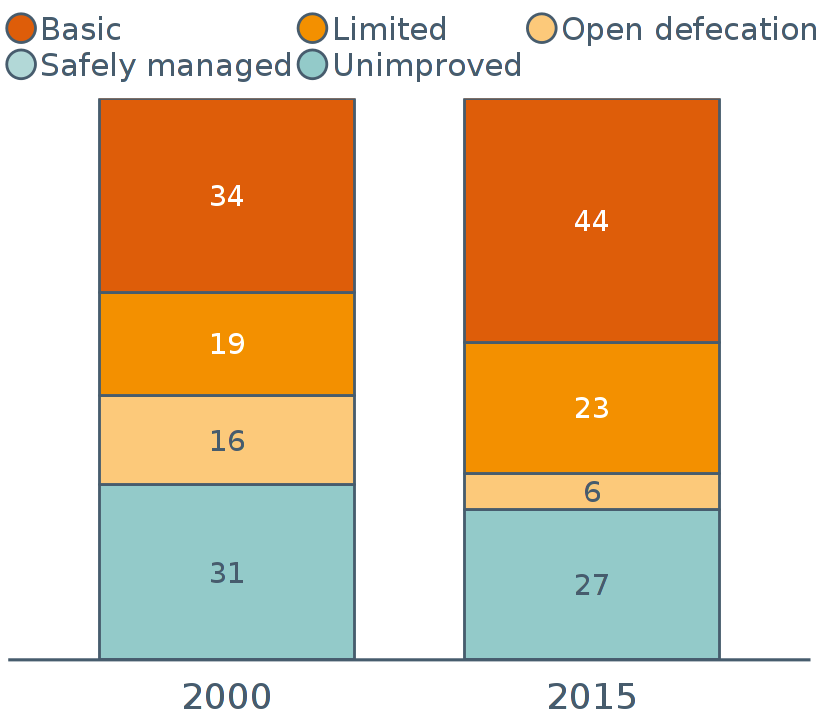 Basic Limited Open defecation
Safely managed Unimproved
34 44
19 23
16 6
31 27
2000 2015